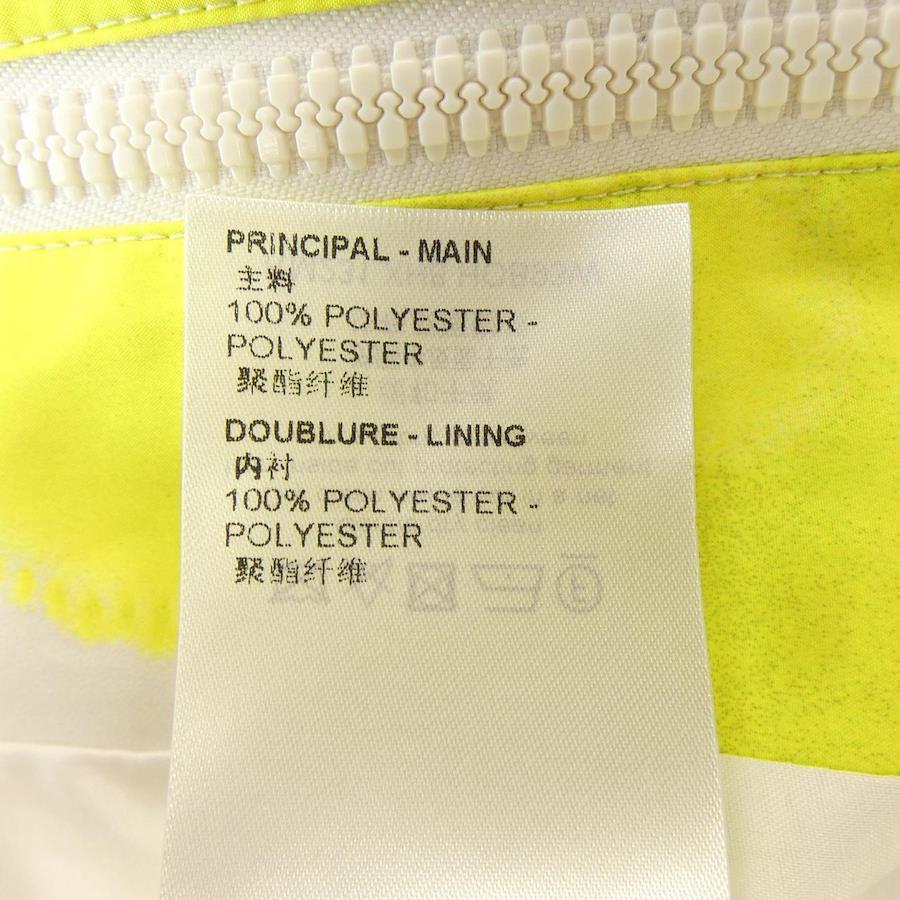 PRINCIPAL - MAIN
主料
100% POLYESTER -
POLYESTER
聚酯纤维
DOUBLURE - LINING
内衬
100% POLYESTER -
POLYESTER
聚酯纤维